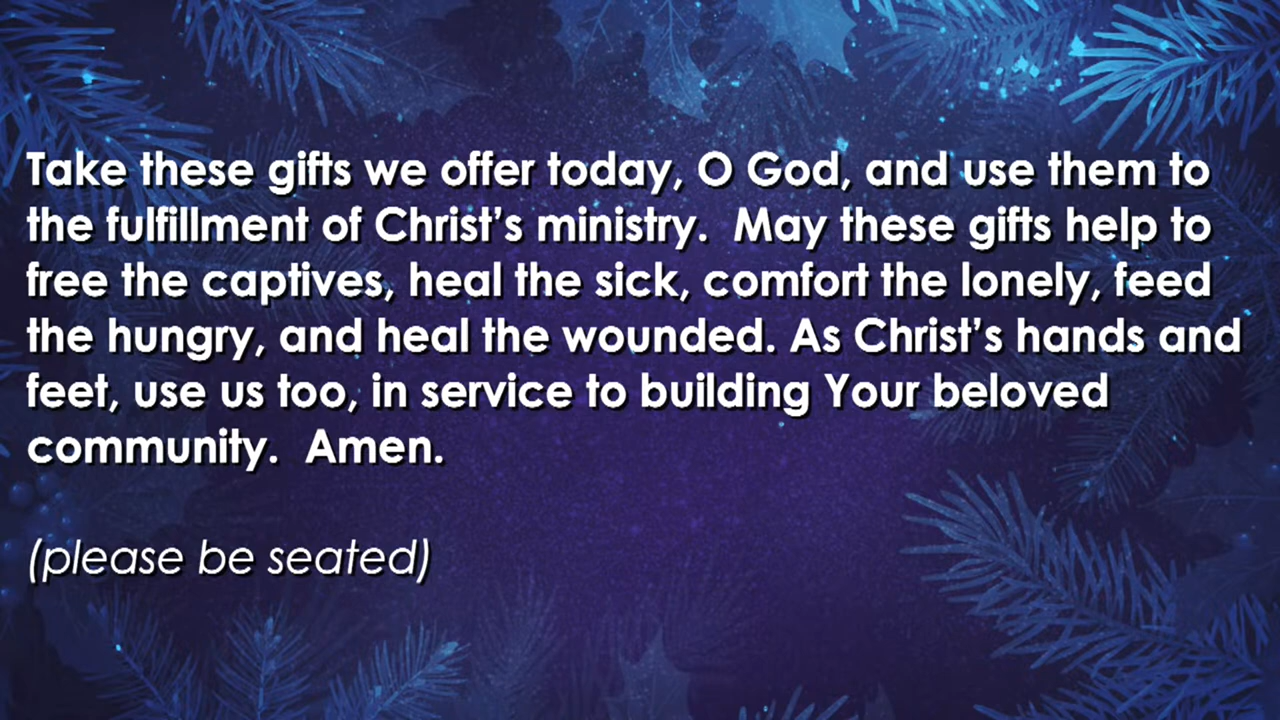 Take these gifts we offer today, O God, and use them to
the fulfillment of Christ's ministry.  May these gifts help to
free the captives, heal the sick, comfort the lonely, feed
the hungry, and heal the wounded. As Christ's hands and
feet, use us too, in service to building Your beloved
community.  Amen.
(please be seated)